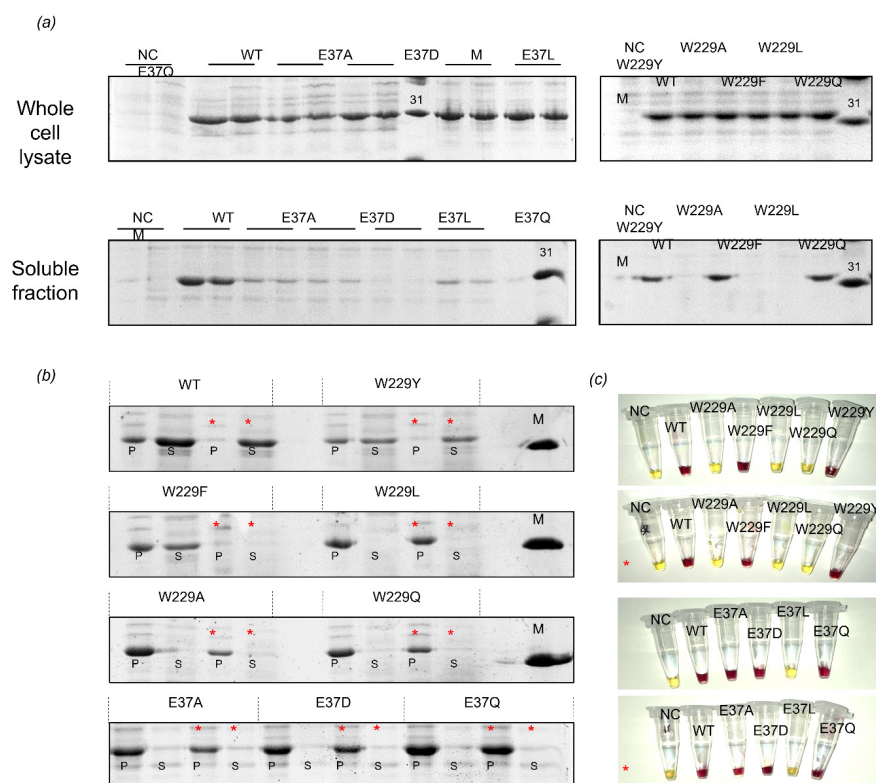 (a)
NC WT E37A E37D M E37L
E37Q
31
Whole
cell
lysate
NC W229A W229L
W229Y
WT W229F W229Q
M
31
NC WT E37A E37D E37L E37Q
M
31
Soluble
fraction
NC W229A W229L
W229Y
WT W229F W229Q
M
31
(b)
WT W229Y
* * * * M
P S P S P S P S
W229F W229L
* * * * M
P S P S P S P S
W229A W229Q
* * * * M
P S P S P S P S
E37A E37D E37Q
* * * * * *
P S P S P S P S P S P S
(c)
NC WT W229A W229F W229L W229Q W229Y
NC WT W229A W229F W229L W229Q W229Y
*
NC WT E37A E37D E37L E37Q
NC WT E37A E37D E37L E37Q
*